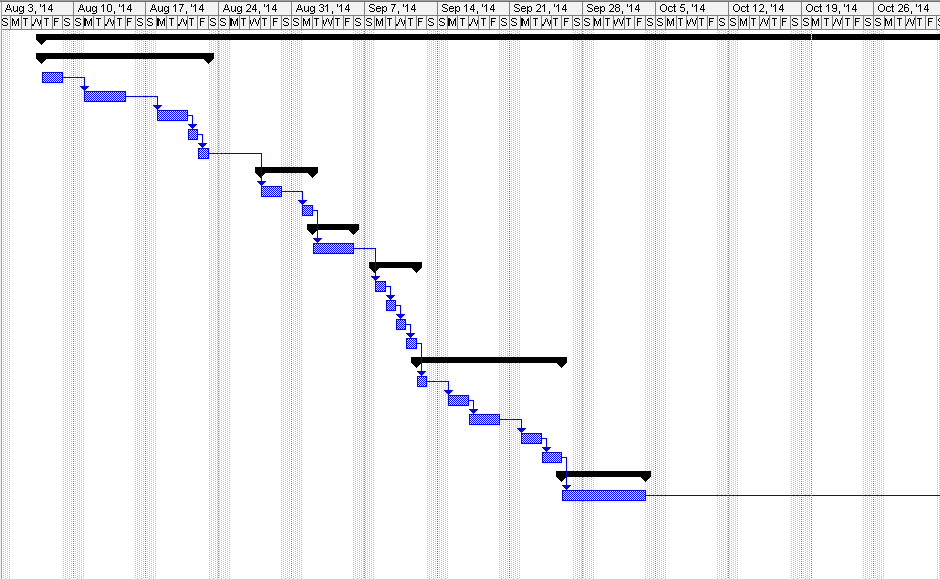 Aug 3, '14 Aug 10, '14 Aug 17, '14 Aug 24, '14 Aug 31, '14 Sep 7, '14 Sep 14, '14 Sep 21, '14 Sep 28, '14 Oct 5, '14 Oct 12, '14 Oct 19, '14 Oct 26, '14
S M T W T F S S M T W T F S S M T W T F S S M T W T F S S M T W T F S S M T W T F S S M T W T F S S M T W T F S S M T W T F S S M T W T F S S M T W T F S S M T W T F S S M T W T F